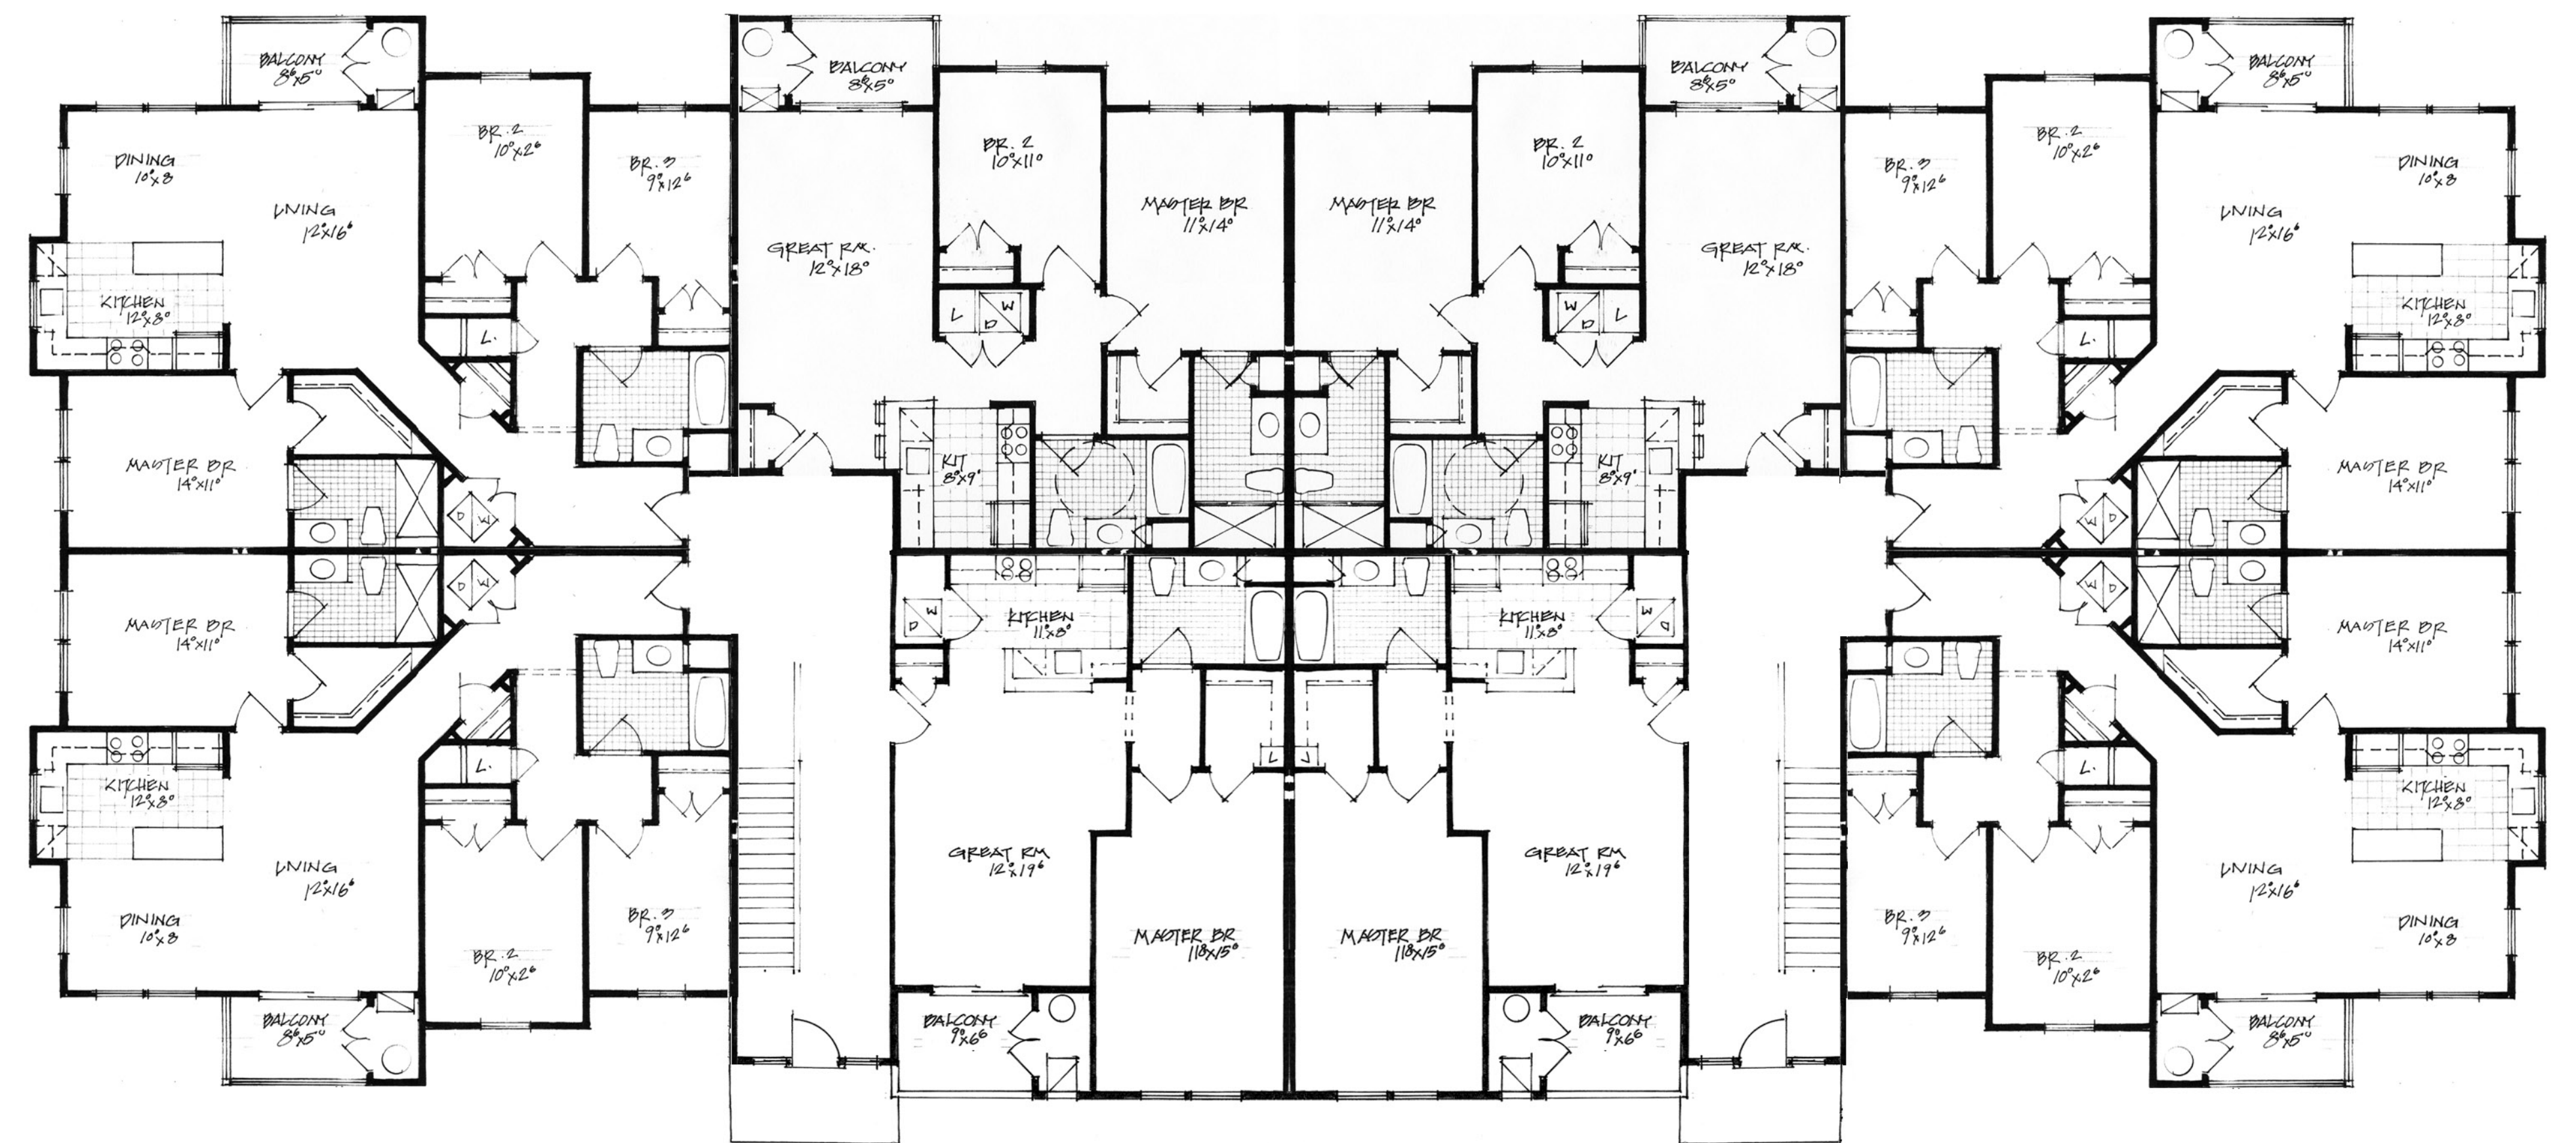 BALCONY
8⁶x5⁰
BALCONY
8⁶x5⁰
BALCONY
8⁶x5⁰
BALCONY
8⁶x5⁰
DINING
10⁰x8
BR. 2
10⁰x2⁶
BR. 3
9⁰x12⁶
BR. 2
10⁰x11⁰
BR. 2
10⁰x11⁰
BR. 3
9⁰x12⁶
BR. 2
10⁰x2⁶
DINING
10⁰x8
LIVING
12⁰x16⁶
MASTER BR
11⁰x14⁰
MASTER BR
11⁰x14⁰
LIVING
12⁰x16⁶
GREAT RM.
12⁰x18⁰
GREAT RM.
12⁰x18⁰
KITCHEN
12⁰x8⁰
L
W
D
W
D
L
KITCHEN
12⁰x8⁰
L.
L.
MASTER BR
14⁰x11⁰
KIT
8⁰x9⁰
KIT
8⁰x9⁰
MASTER BR
14⁰x11⁰
D
W
W
D
D
W
W
D
MASTER BR
14⁰x11⁰
W
D
KITCHEN
11⁰x8⁰
KITCHEN
11⁰x8⁰
W
D
MASTER BR
14⁰x11⁰
L.
L
L
L.
KITCHEN
12⁰x8⁰
KITCHEN
12⁰x8⁰
LIVING
12⁰x16⁶
GREAT RM
12⁰x19⁶
GREAT RM
12⁰x19⁶
LIVING
12⁰x16⁶
DINING
10⁰x8
BR. 3
9⁰x12⁶
MASTER BR
11⁸x15⁰
MASTER BR
11⁸x15⁰
BR. 3
9⁰x12⁶
DINING
10⁰x8
BR. 2
10⁰x2⁶
BR. 2
10⁰x2⁶
BALCONY
8⁶x5⁰
BALCONY
9⁰x6⁶
BALCONY
9⁰x6⁶
BALCONY
8⁶x5⁰